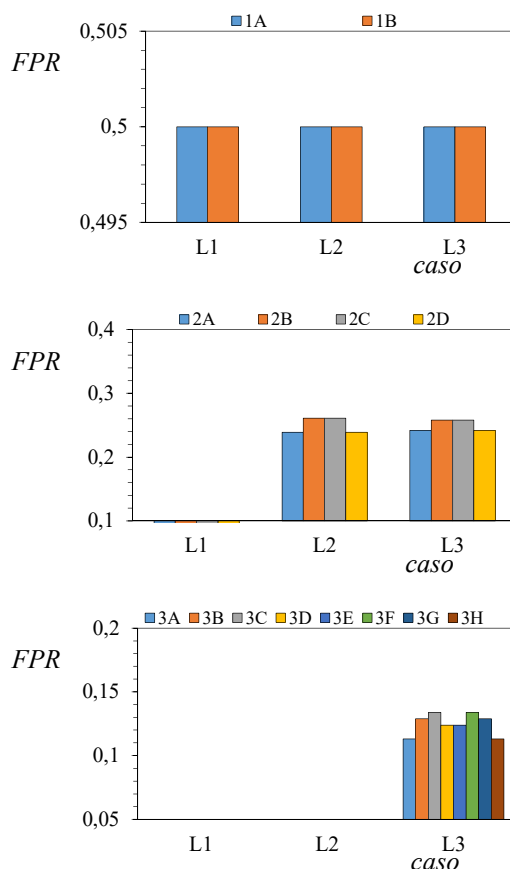 1A 1B
FPR
0,505
0,5
0,495
L1 L2 L3
caso
2A 2B 2C 2D
FPR
0,4
0,3
0,2
0,1
L1 L2 L3
caso
3A 3B 3C 3D 3E 3F 3G 3H
FPR
0,2
0,15
0,1
0,05
L1 L2 L3
caso